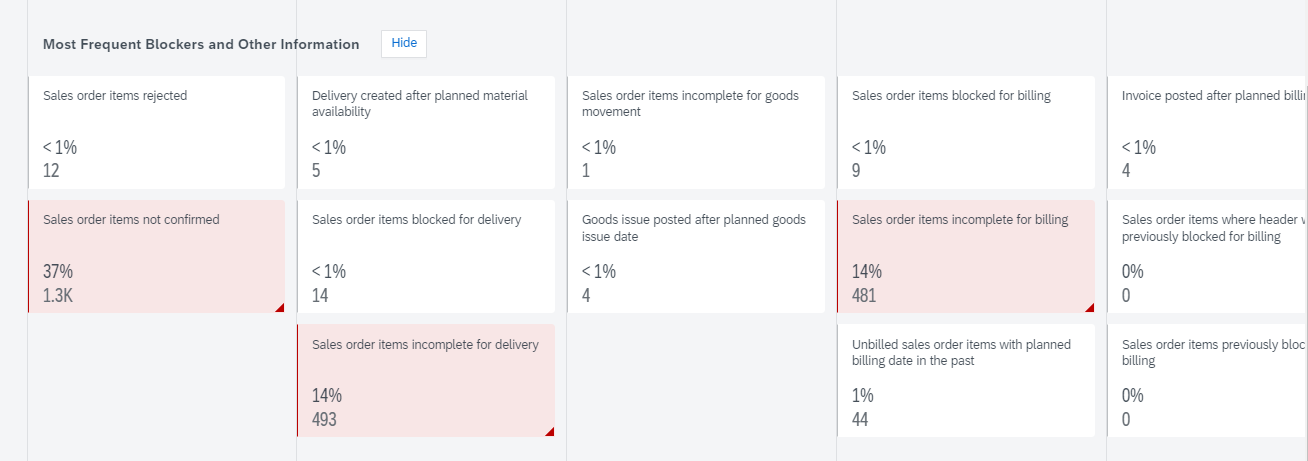 Most Frequent Blockers and Other Information
Hide
Sales order items rejected
< 1%
12
Delivery created after planned material
availability
< 1%
5
Sales order items incomplete for goods
movement
< 1%
1
Sales order items blocked for billing
< 1%
9
Invoice posted after planned
< 1%
4
Sales order items not confirmed
37%
1.3K
Sales order items blocked for delivery
< 1%
14
Goods issue posted after planned goods
issue date
< 1%
4
Sales order items incomplete for billing
14%
481
Sales order items where header
previously blocked for billing
0%
0
Sales order items incomplete for delivery
14%
493
Unbilled sales order items with planned
billing date in the past
1%
44
Sales order items previously
billing
0%
0